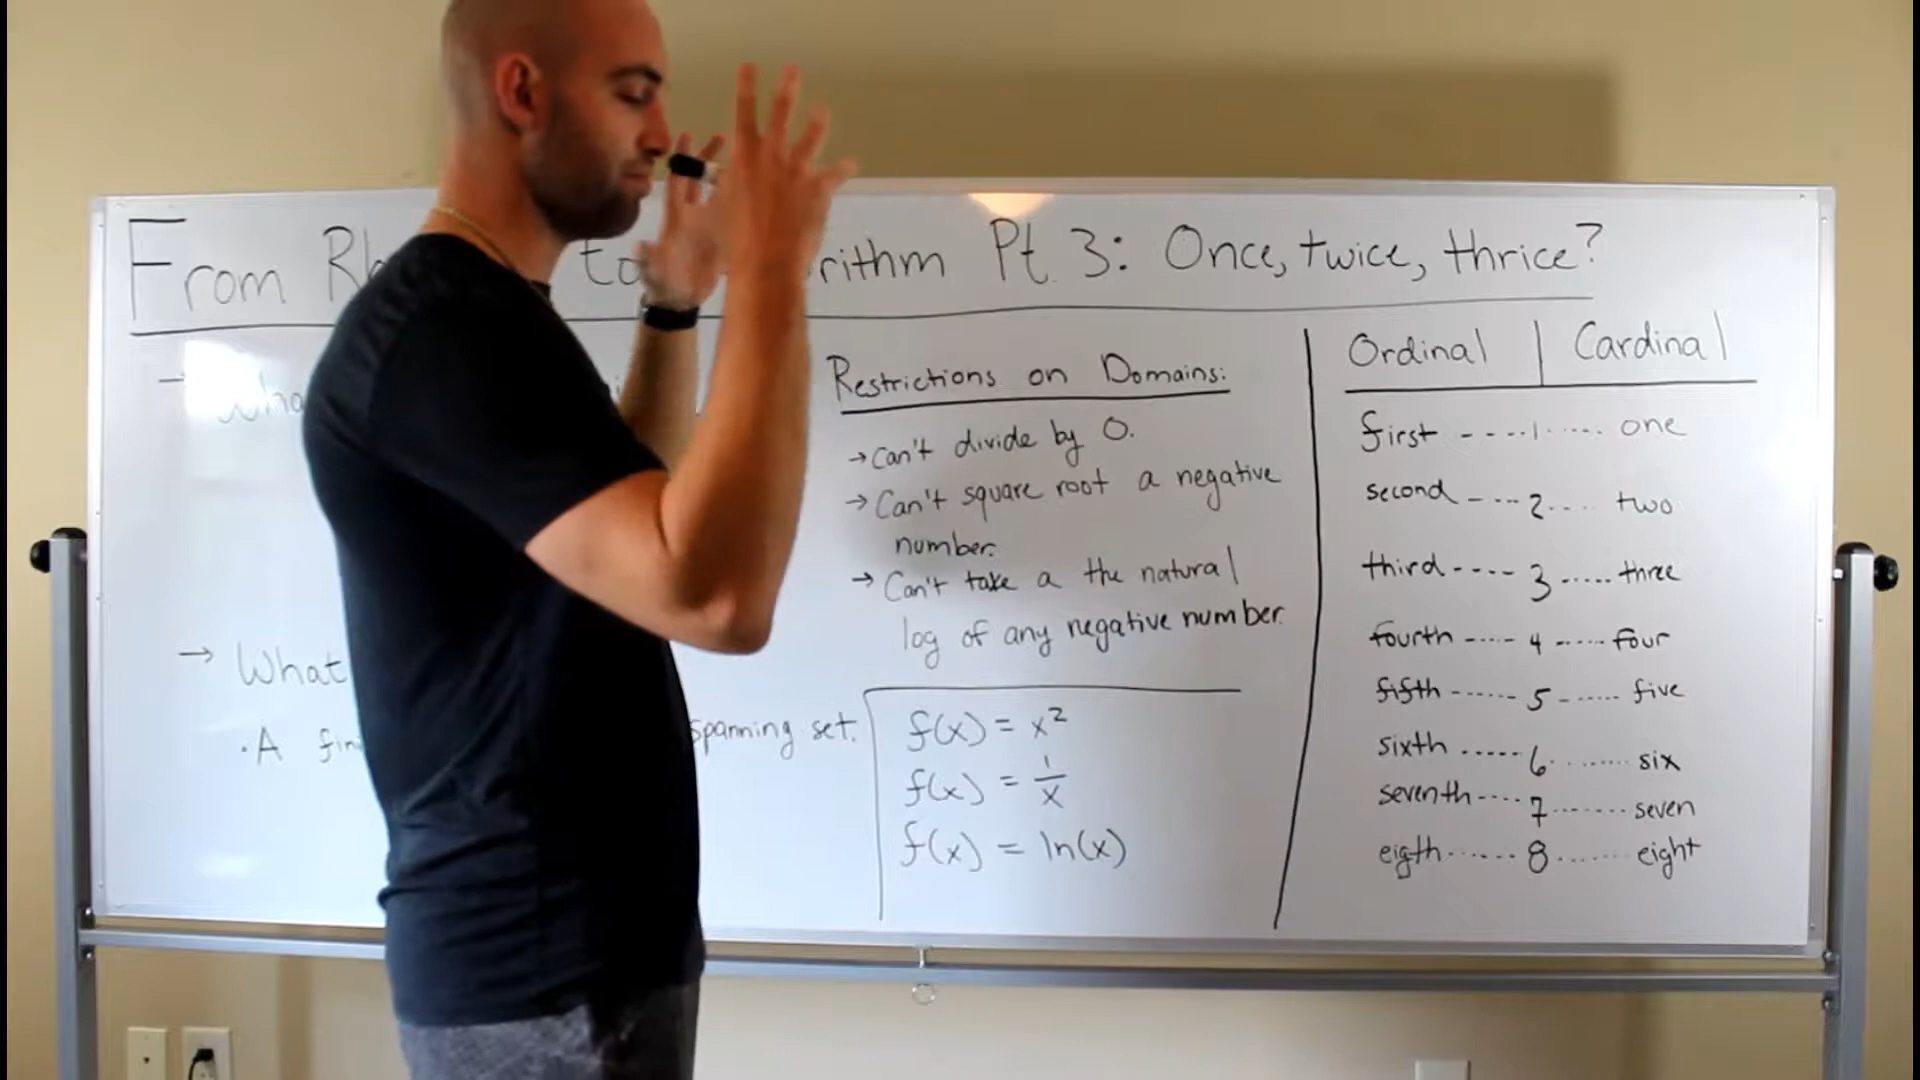 From to rithm Pt. 3: Once, twice, thrice?
→
→ What
· A spanning set.
Restrictions on Domains:
→ Can't divide by 0.
→ Can't square root a negative
number.
→ Can't take a the natural
log of any negative number.
f(x) = x²
f(x) = 1/x
f(x) = ln(x)
Ordinal | Cardinal
first ---- 1 ----- one
second ---- 2 ---- two
third ---- 3 ----- three
fourth ----- 4 ----- four
fifth ------ 5 ------ five
sixth ----- 6 ------- six
seventh ---- 7 ------- seven
eigth ------ 8 ------- eight